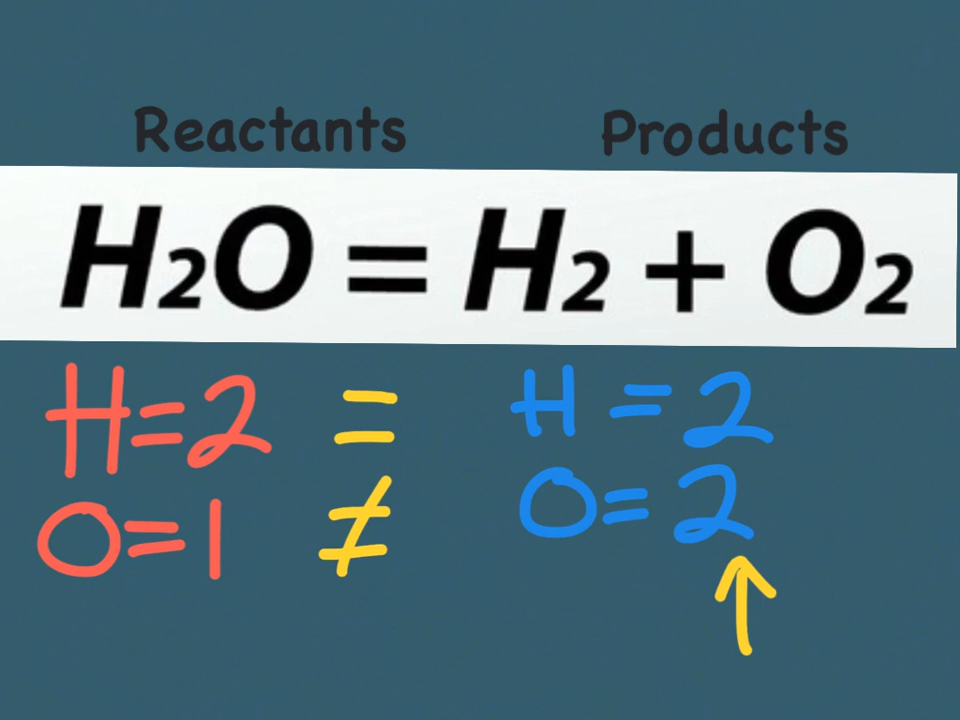 Reactants Products
H2O = H2 + O2
H=2 = H=2
O=1 ≠ O=2
↑